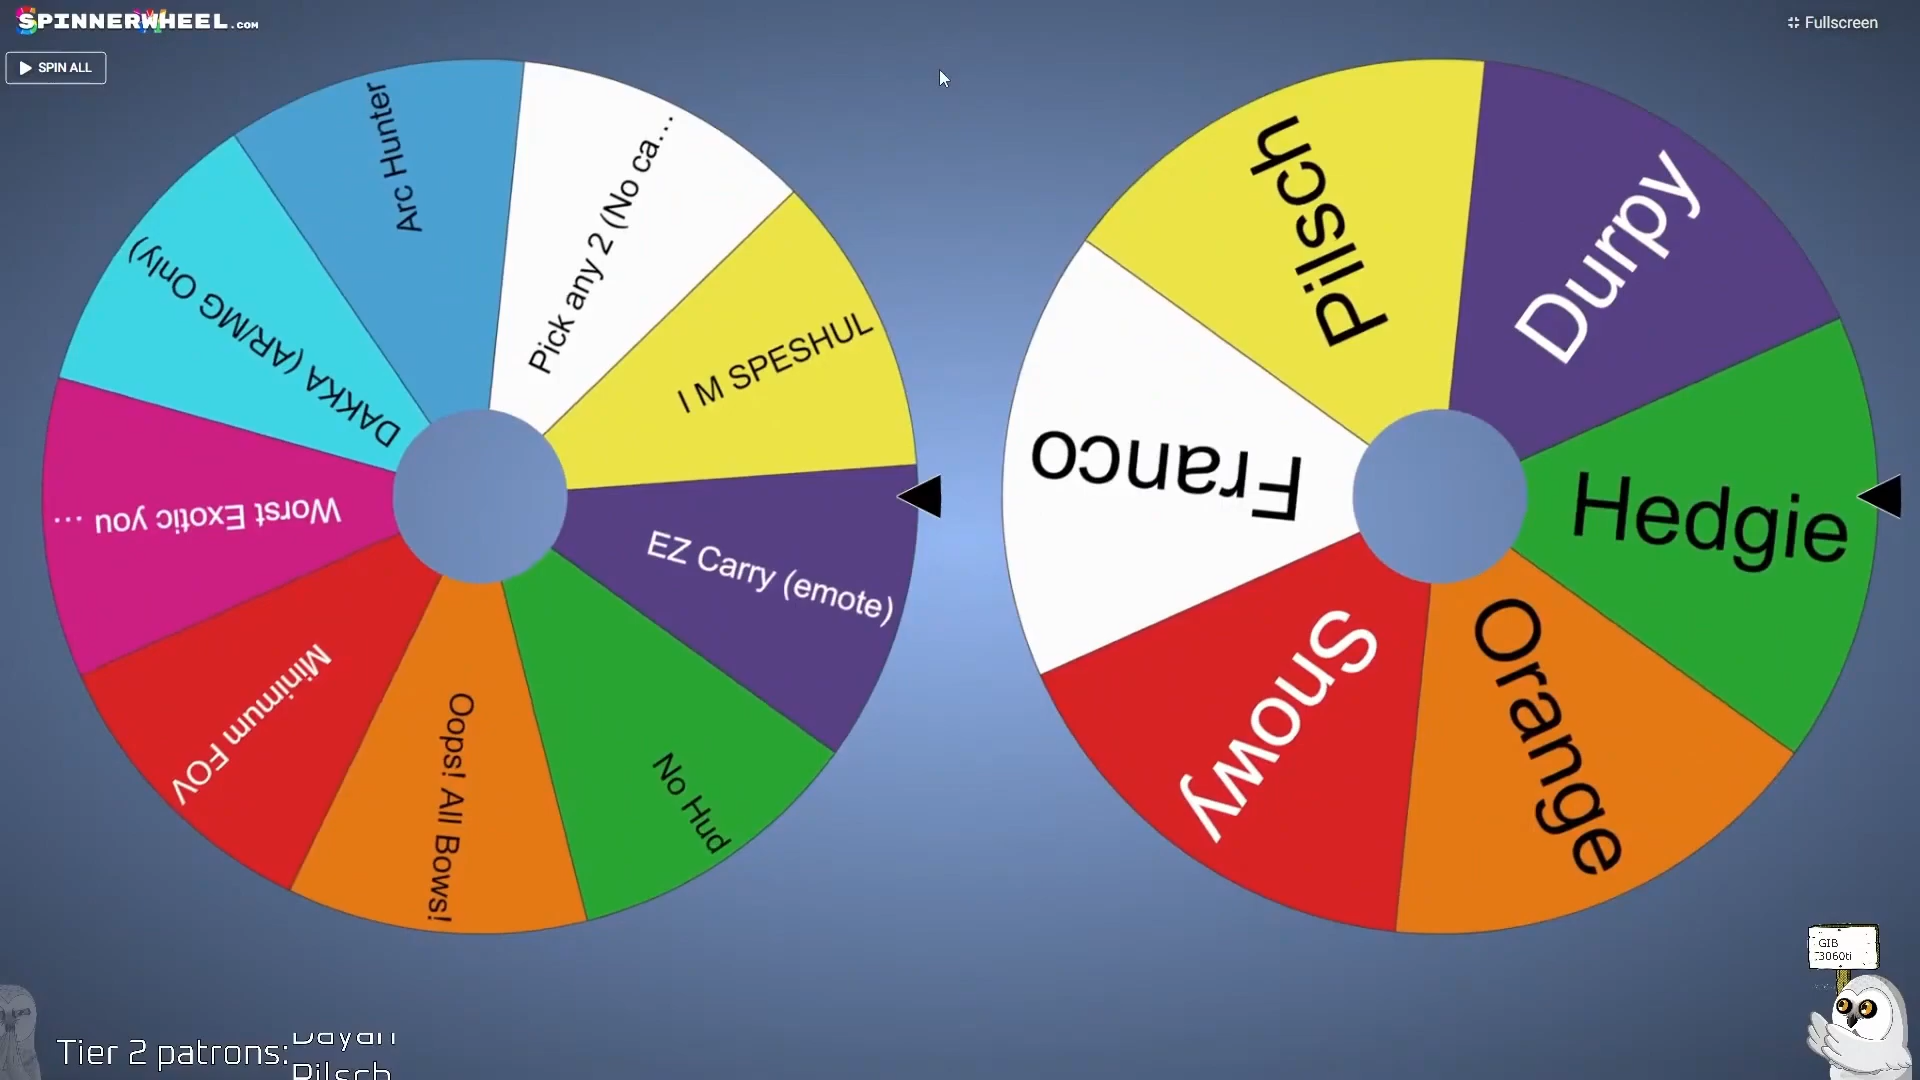 SPINNERWHEEL.COM
Fullscreen
SPIN ALL
Arc Hunter
Pick any 2 (No ca...
I M SPESHUL
EZ Carry (emote)
No Hud
Oops! All Bows!
Minimum FOV
Worst Exotic you ...
DAKKA (AR/MG Only)
Pilsch
Durpy
Hedgie
Orange
Snowy
Franco
GIB
3060ti
Tier 2 patrons:
Dayan
Pilsch